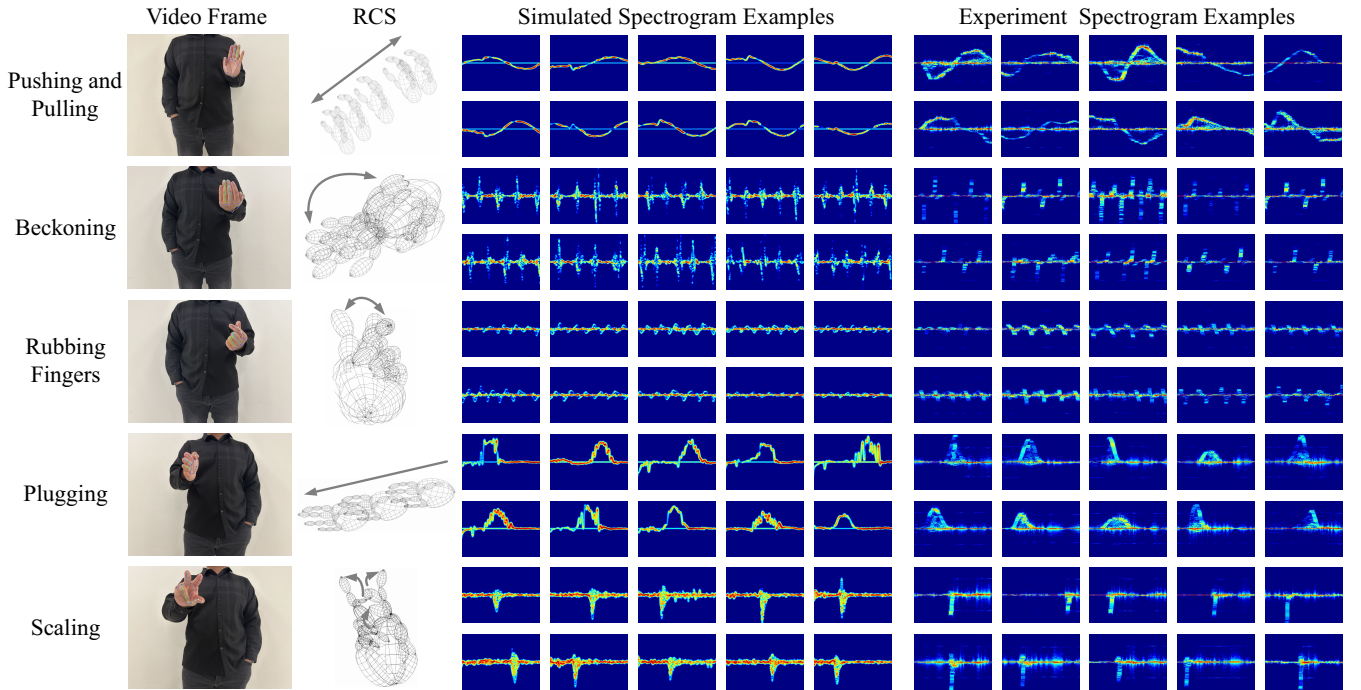 Video Frame
RCS
Simulated Spectrogram Examples
Experiment Spectrogram Examples
Pushing and
Pulling
Beckoning
Rubbing
Fingers
Plugging
Scaling